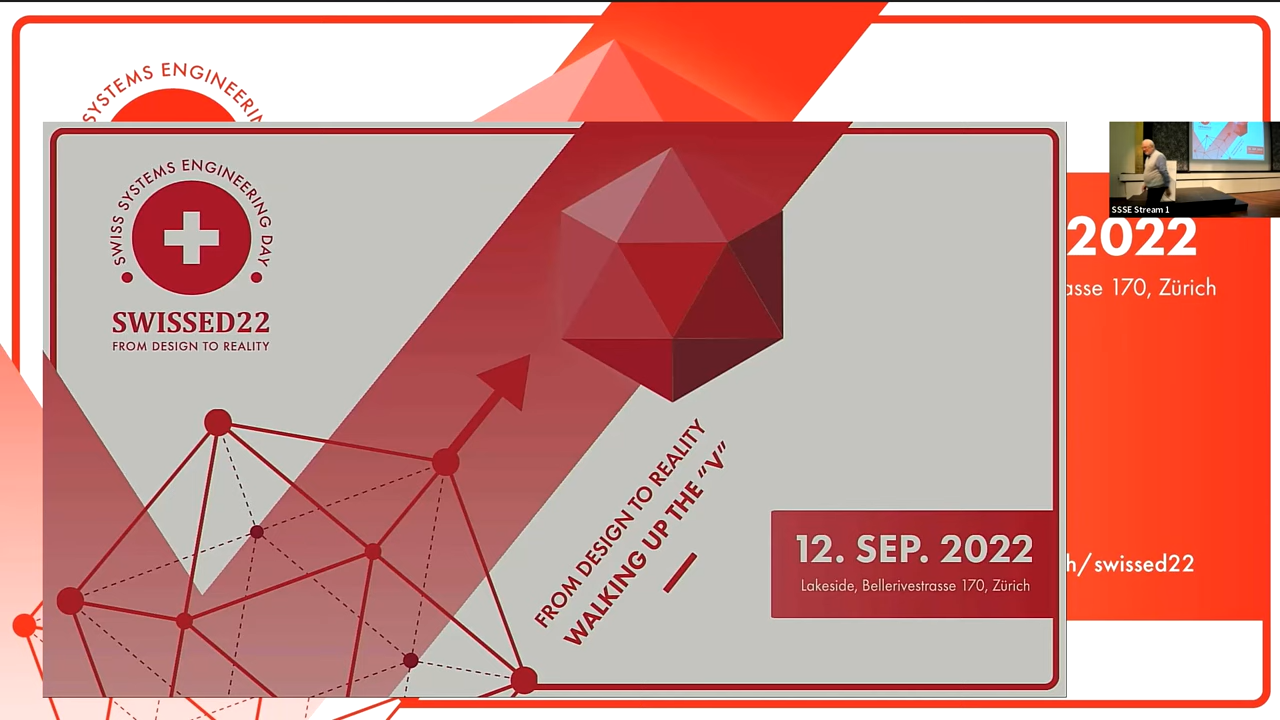 SYSTEMS ENGINEERIN
SWISS SYSTEMS ENGINEERING DAY
SWISSED22
FROM DESIGN TO REALITY
FROM DESIGN TO REALITY
WALKING UP THE "V"
12. SEP. 2022
Lakeside, Bellerivestrasse 170, Zürich
SSSE Stream 1
2022
asse 170, Zürich
h/swissed22